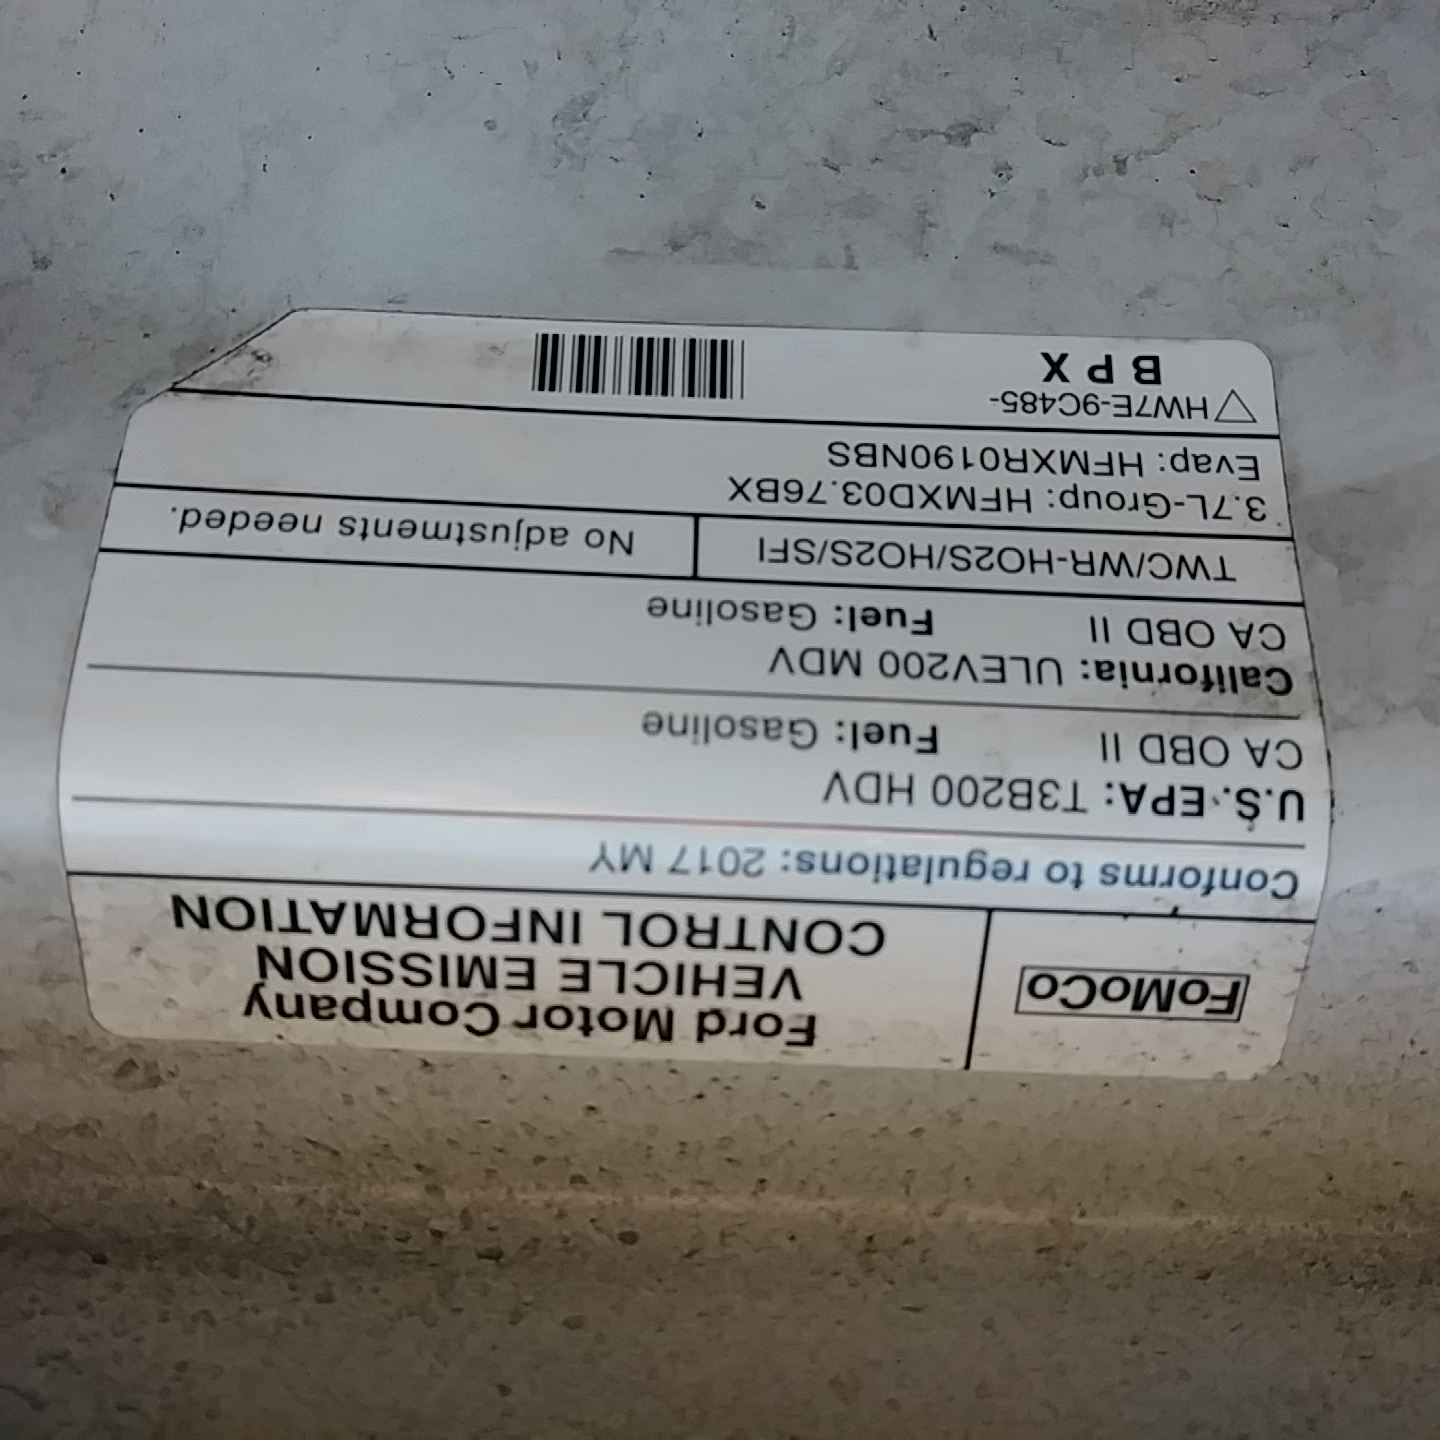 FoMoCo
Ford Motor Company
VEHICLE EMISSION
CONTROL INFORMATION
Conforms to regulations: 2017 MY
U.S. EPA: T3B200 HDV
CA OBD II Fuel: Gasoline
California: ULEV200 MDV
CA OBD II Fuel: Gasoline
TWC/WR-HO2S/HO2S/SFI
No adjustments needed.
3.7L-Group: HFMXD03.76BX
Evap: HFMXR0190NBS
HW7E-9C485-
B P X